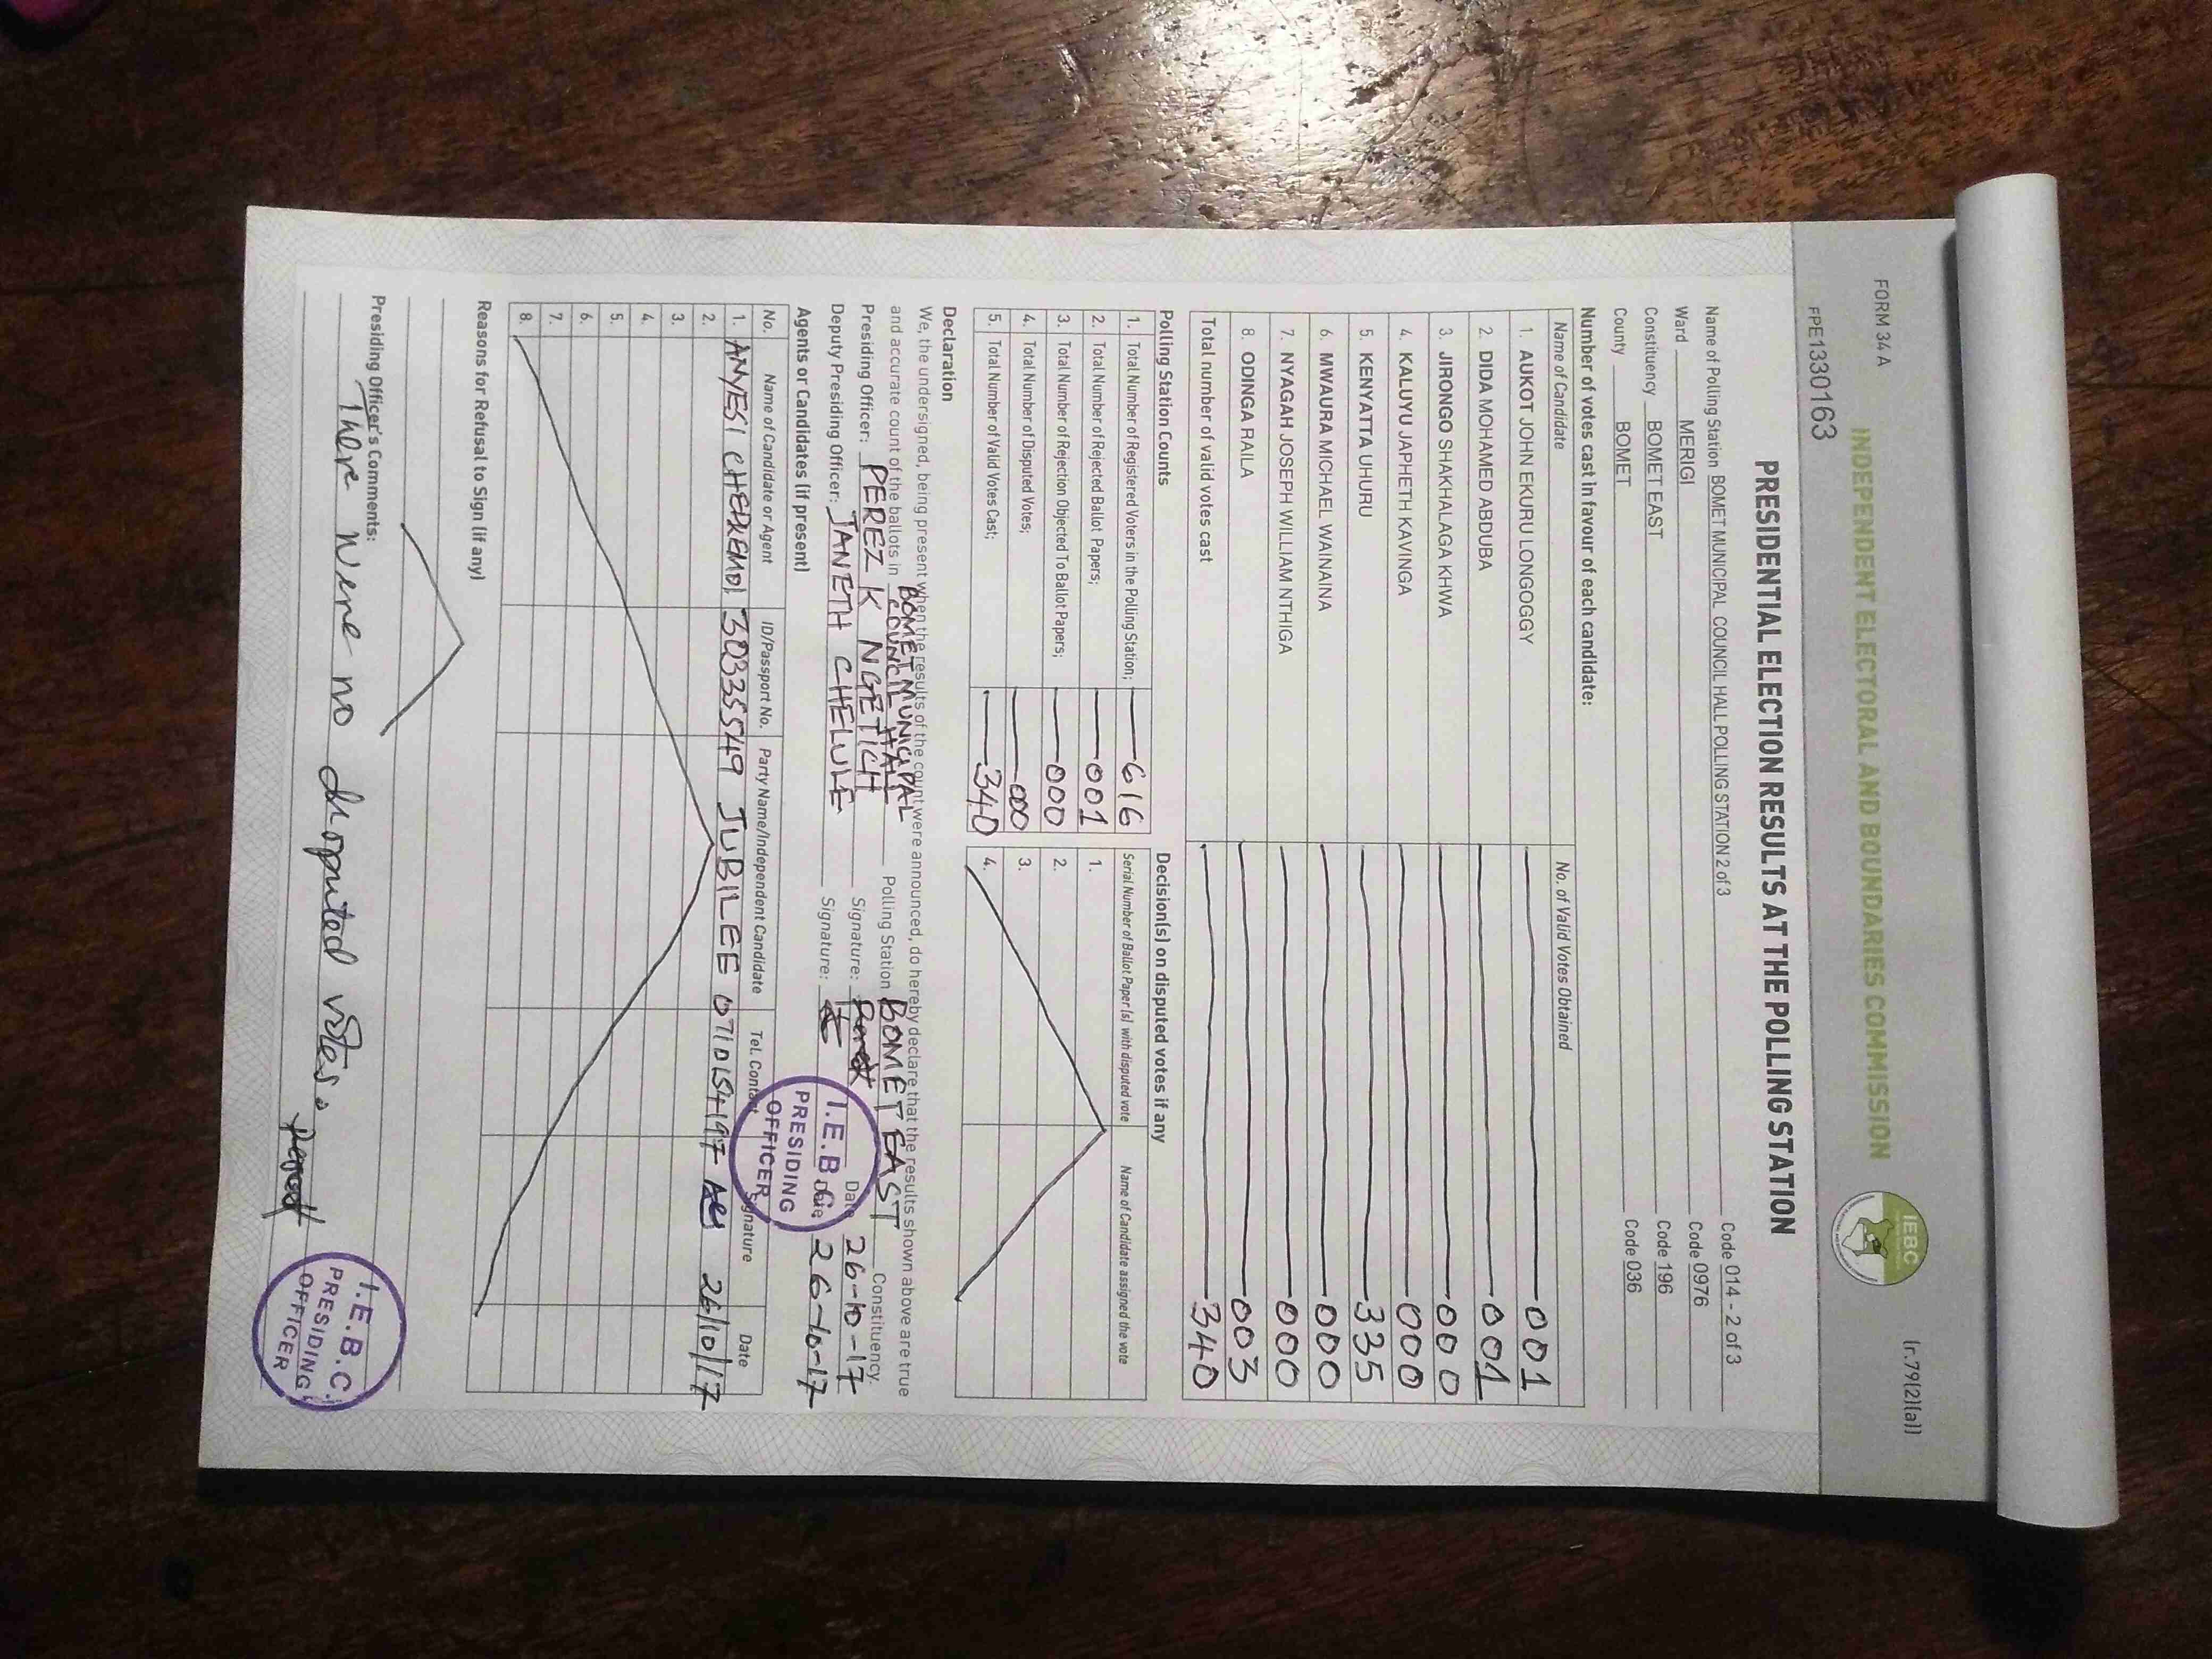 FORM 34 A
(r.79(2)(a))
INDEPENDENT ELECTORAL AND BOUNDARIES COMMISSION
IEBC
FPE1330163
PRESIDENTIAL ELECTION RESULTS AT THE POLLING STATION
Name of Polling Station BOMET MUNICIPAL COUNCIL HALL POLLING STATION 2 of 3 Code 014 - 2 of 3
Ward MERIGI Code 0976
Constituency BOMET EAST Code 196
County BOMET Code 036
Number of votes cast in favour of each candidate:
Name of Candidate No. of Valid Votes Obtained
1. AUKOT JOHN EKURU LONGOGGY 001
2. DIDA MOHAMED ABDUBA 001
3. JIRONGO SHAKHALAGA KHWA 000
4. KALUYU JAPHETH KAVINGA 000
5. KENYATTA UHURU 335
6. MWAURA MICHAEL WAINAINA 000
7. NYAGAH JOSEPH WILLIAM NTHIGA 000
8. ODINGA RAILA 003
Total number of valid votes cast 340
Polling Station Counts
1. Total Number of Registered Voters in the Polling Station; 616
2. Total Number of Rejected Ballot Papers; 001
3. Total Number of Rejection Objected To Ballot Papers; 000
4. Total Number of Disputed Votes; 000
5. Total Number of Valid Votes Cast; 340
Decision(s) on disputed votes if any
Serial Number of Ballot Paper (s) with disputed vote Name of Candidate assigned the vote
1.
2.
3.
4.
Declaration
We, the undersigned, being present when the results of the count were announced, do hereby declare that the results shown above are true
and accurate count of the ballots in BOMET MUNICIPAL COUNCIL HALL Polling Station BOMET EAST Constituency.
Presiding Officer: PEREZ K NGETICH Signature: Date 26-10-17
Deputy Presiding Officer: JANETH CHELULE Signature: Date 26-10-17
I.E.B.C.
PRESIDING
OFFICER
Agents or Candidates (if present)
No. Name of Candidate or Agent ID/Passport No. Party Name/Independent Candidate Tel. Contact Signature Date
1. ANYESI CHEPKEMOI 30335549 JUBILEE 0710154197 26/10/17
2.
3.
4.
5.
6.
7.
8.
Reasons for Refusal to Sign (if any)
Presiding Officer's Comments:
There were no disputed votes.
I.E.B.C.
PRESIDING
OFFICER